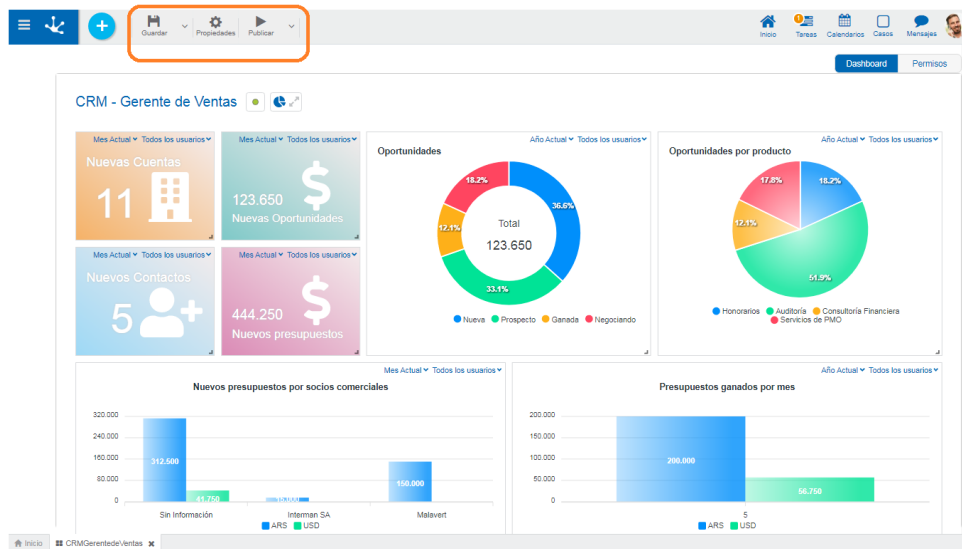 Guardar Propiedades Publicar
Inicio 1 Tareas Calendarios Casos Mensajes
Dashboard Permisos
CRM - Gerente de Ventas
Mes Actual Todos los usuarios
Nuevas Cuentas
11
Mes Actual Todos los usuarios
123.650
Nuevas Oportunidades
Año Actual Todos los usuarios
Oportunidades
18.2%
36.6%
12.1%
33.1%
Total
123.650
Nueva Prospecto Ganada Negociando
Año Actual Todos los usuarios
Oportunidades por producto
17.8%
18.2%
12.1%
51.9%
Honorarios Auditoría Consultoría Financiera
Servicios de PMO
Mes Actual Todos los usuarios
Nuevos Contactos
5
Mes Actual Todos los usuarios
444.250
Nuevos presupuestos
Mes Actual Todos los usuarios
Nuevos presupuestos por socios comerciales
320.000
240.000
160.000
80.000
0
312.500
41.750
150.000
Sin Información Interman SA Malavert
ARS USD
Año Actual Todos los usuarios
Presupuestos ganados por mes
200.000
150.000
100.000
50.000
0
200.000
56.750
5
ARS USD
Inicio CRMGerentedeVentas